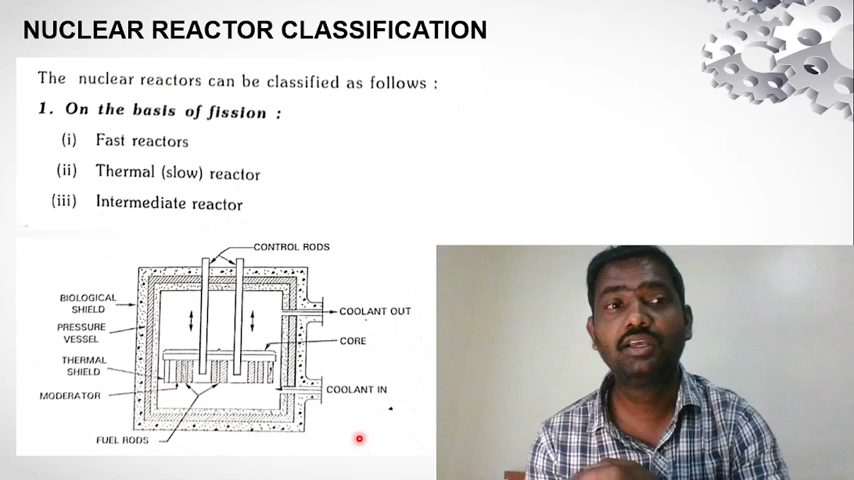 NUCLEAR REACTOR CLASSIFICATION
The nuclear reactors can be classified as follows :
1. On the basis of fission :
(i) Fast reactors
(ii) Thermal (slow) reactor
(iii) Intermediate reactor
CONTROL RODS
BIOLOGICAL
SHIELD
COOLANT OUT
PRESSURE
VESSEL
CORE
THERMAL
SHIELD
COOLANT IN
MODERATOR
FUEL RODS